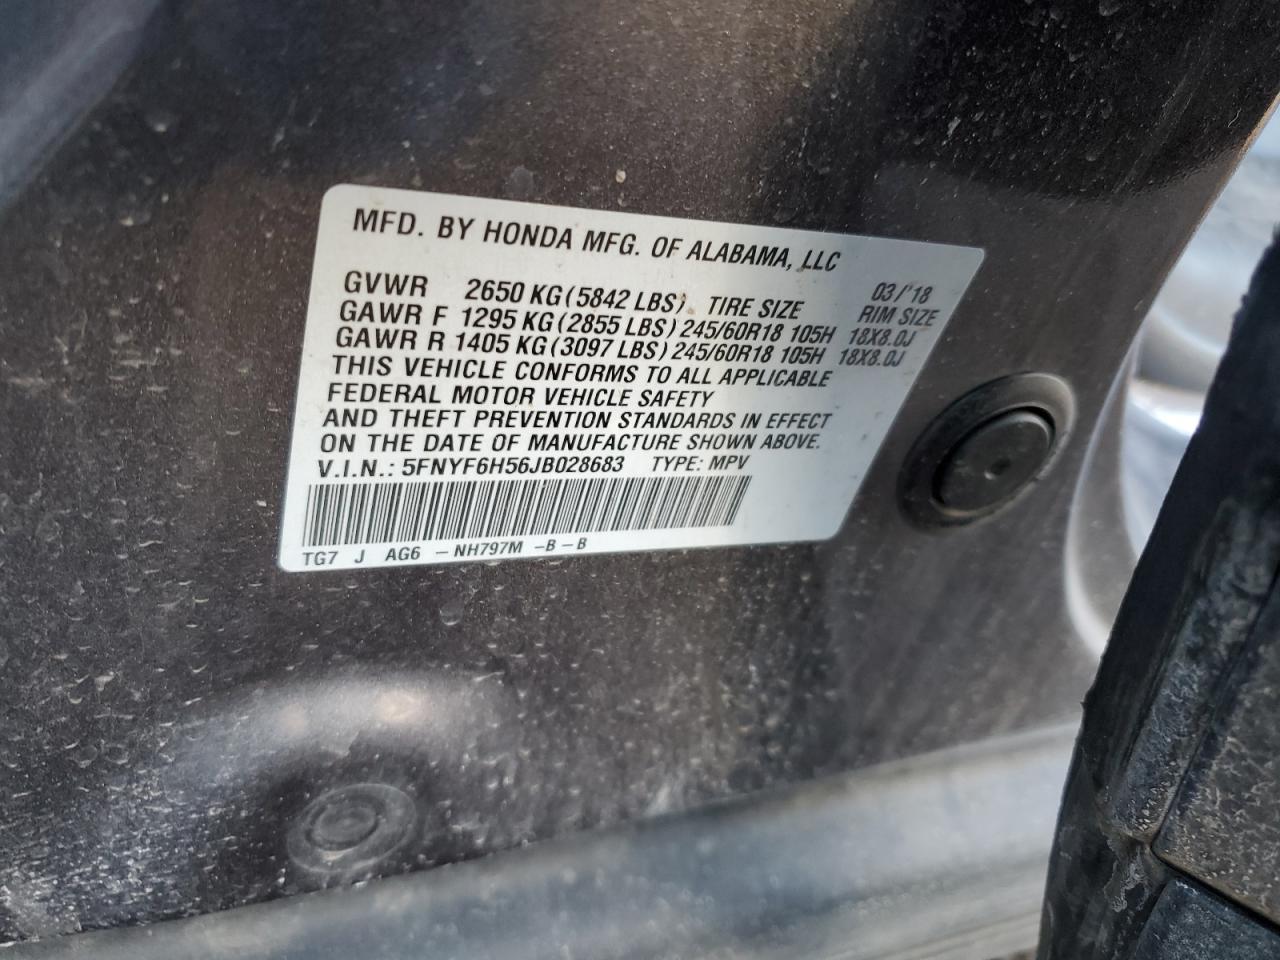 MFD. BY HONDA MFG. OF ALABAMA, LLC
03/'18
GVWR 2650 KG (5842 LBS) TIRE SIZE RIM SIZE
GAWR F 1295 KG (2855 LBS) 245/60R18 105H 18X8.0J
GAWR R 1405 KG (3097 LBS) 245/60R18 105H 18X8.0J
THIS VEHICLE CONFORMS TO ALL APPLICABLE
FEDERAL MOTOR VEHICLE SAFETY
AND THEFT PREVENTION STANDARDS IN EFFECT
ON THE DATE OF MANUFACTURE SHOWN ABOVE.
V.I.N.: 5FNYF6H56JB028683 TYPE: MPV
TG7 J AG6 - NH797M - B - B